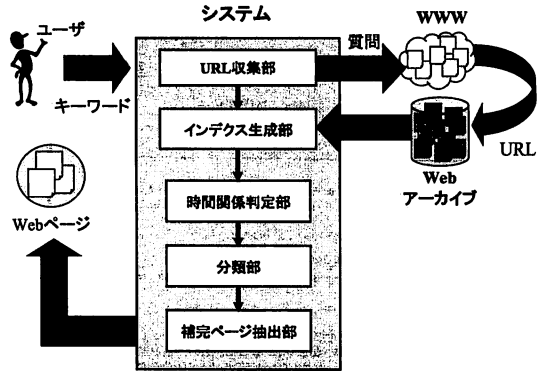 システム
ユーザ
キーワード
URL収集部
質問
WWW
インデクス生成部
URL
Web
アーカイブ
時間関係判定部
Webページ
分類部
補完ページ抽出部